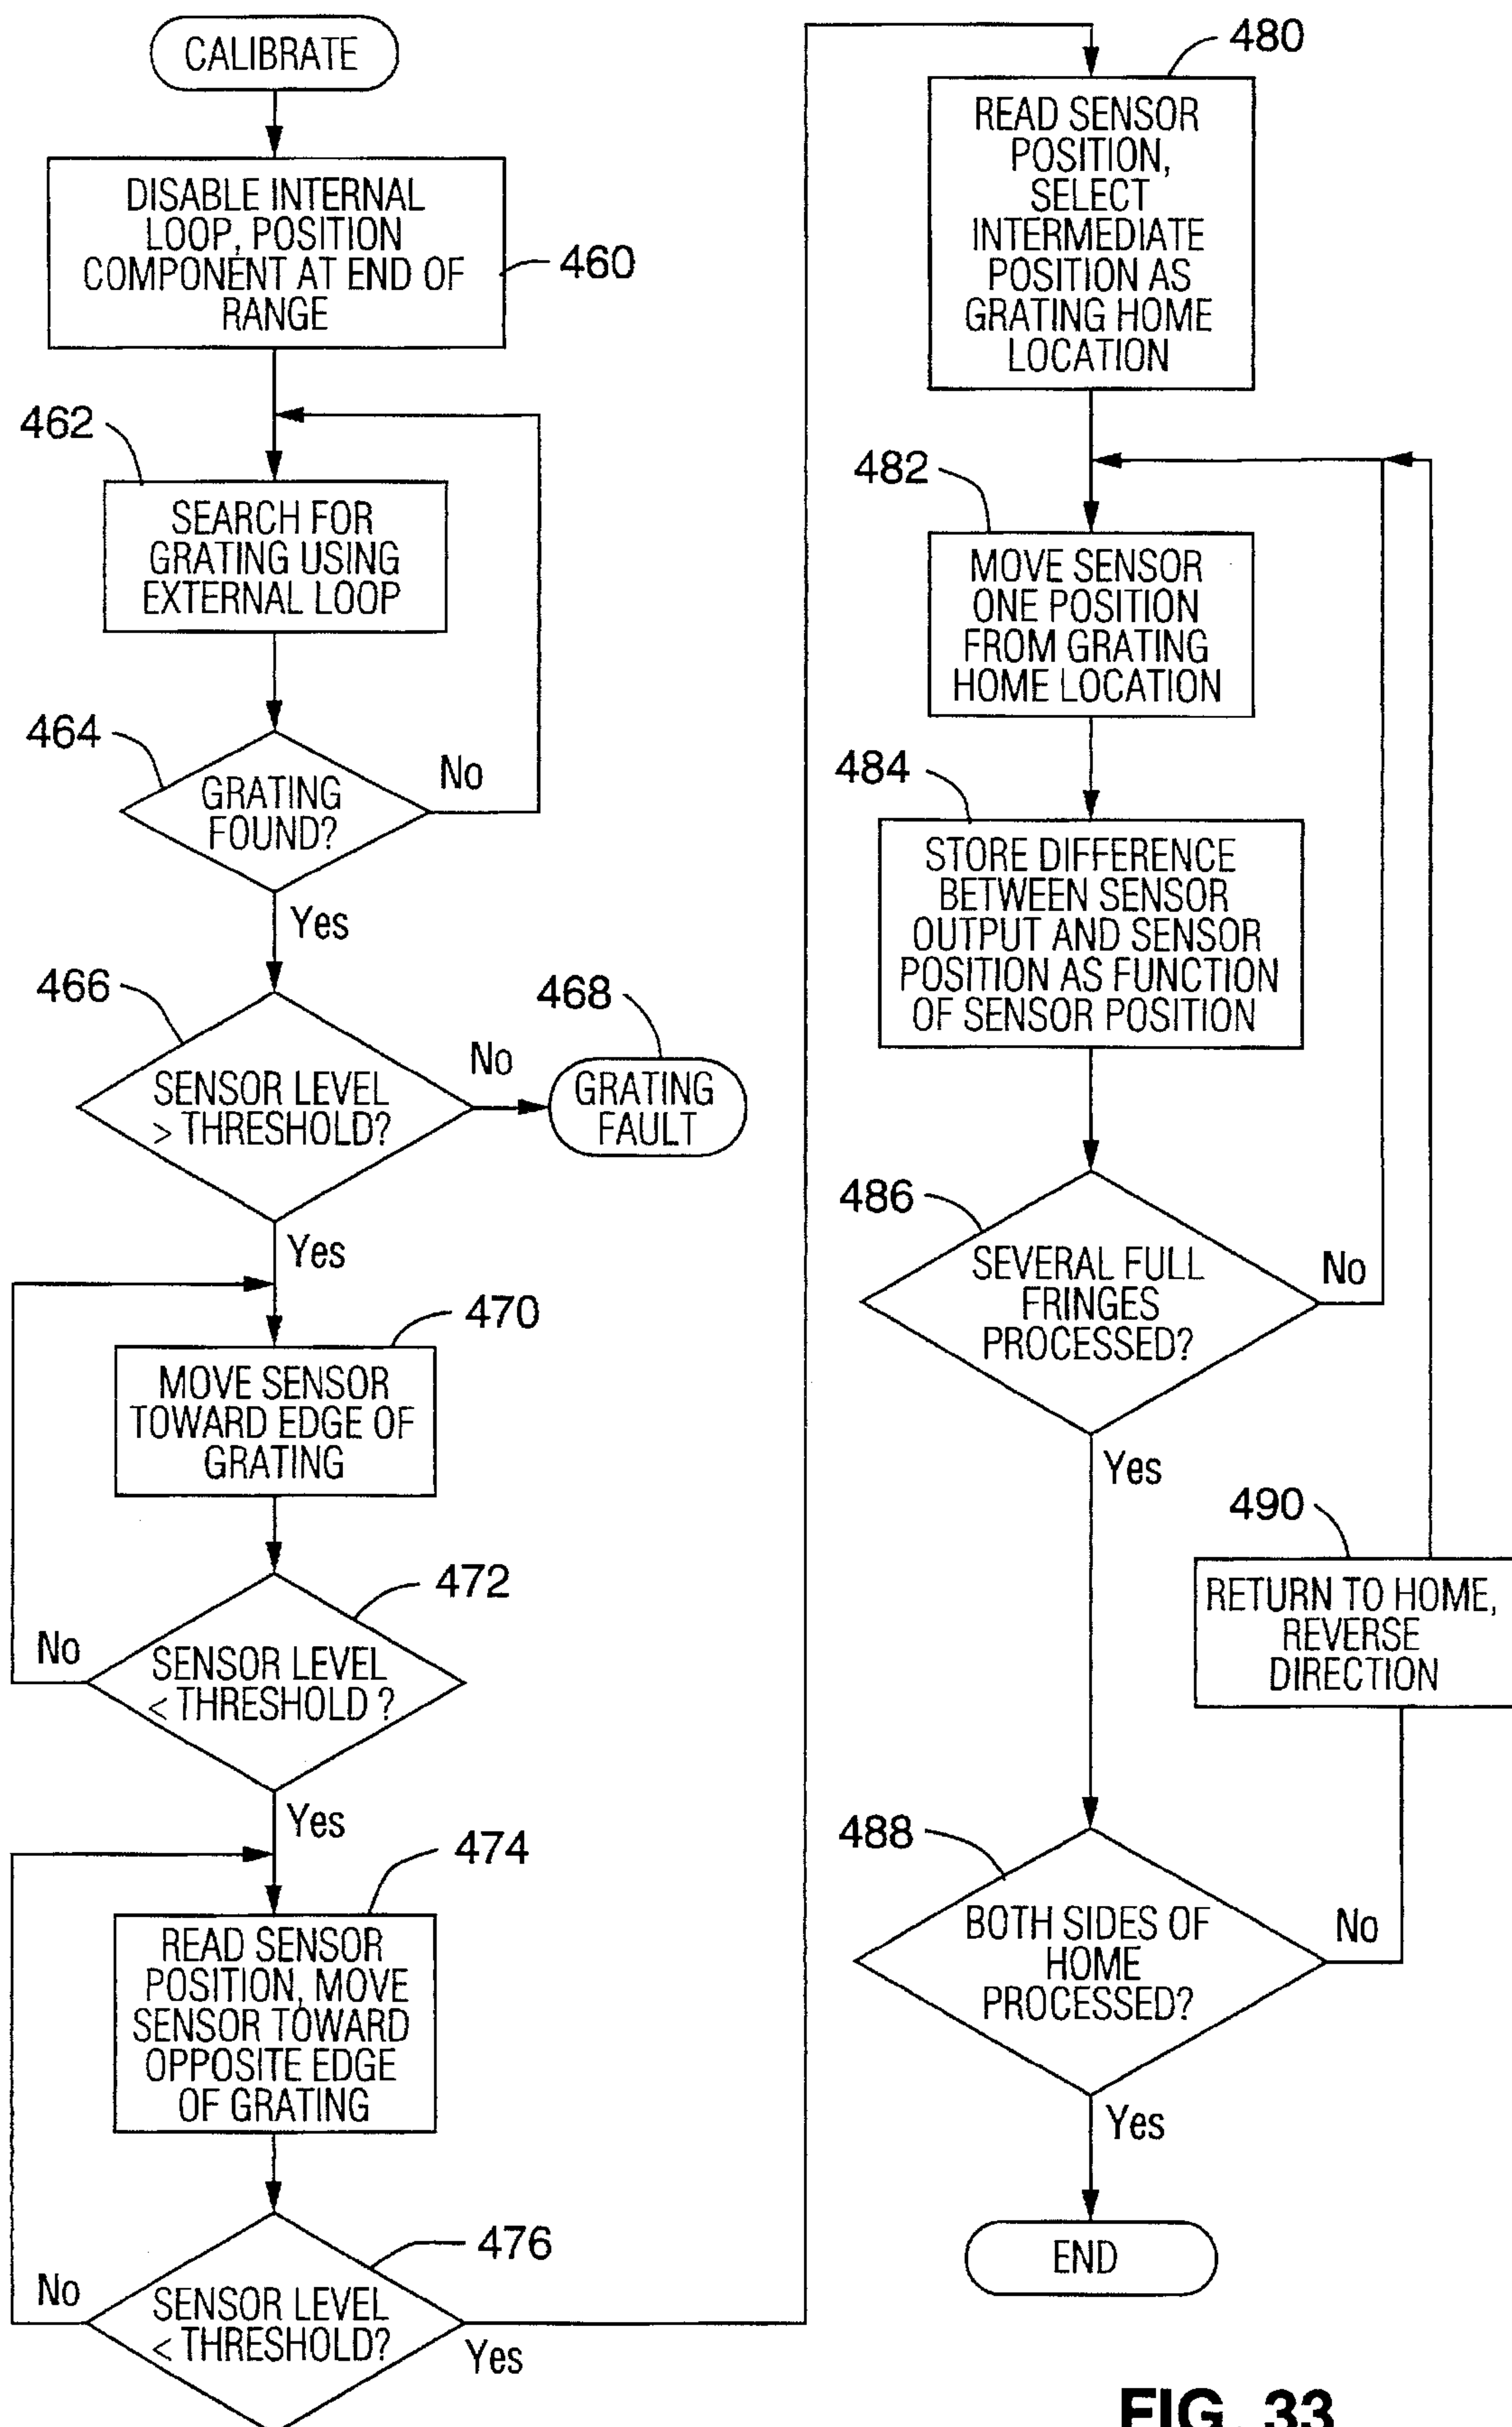 CALIBRATE
DISABLE INTERNAL
LOOP, POSITION
COMPONENT AT END OF
RANGE
460
462
SEARCH FOR
GRATING USING
EXTERNAL LOOP
464
GRATING
FOUND?
No
Yes
466
SENSOR LEVEL
> THRESHOLD?
No
468
GRATING
FAULT
Yes
470
MOVE SENSOR
TOWARD EDGE OF
GRATING
472
SENSOR LEVEL
< THRESHOLD ?
No
Yes
474
READ SENSOR
POSITION, MOVE
SENSOR TOWARD
OPPOSITE EDGE
OF GRATING
476
SENSOR LEVEL
< THRESHOLD?
No
Yes
480
READ SENSOR
POSITION,
SELECT
INTERMEDIATE
POSITION AS
GRATING HOME
LOCATION
482
MOVE SENSOR
ONE POSITION
FROM GRATING
HOME LOCATION
484
STORE DIFFERENCE
BETWEEN SENSOR
OUTPUT AND SENSOR
POSITION AS FUNCTION
OF SENSOR POSITION
486
SEVERAL FULL
FRINGES
PROCESSED?
No
Yes
490
RETURN TO HOME,
REVERSE
DIRECTION
488
BOTH SIDES OF
HOME
PROCESSED?
No
Yes
END
FIG. 33